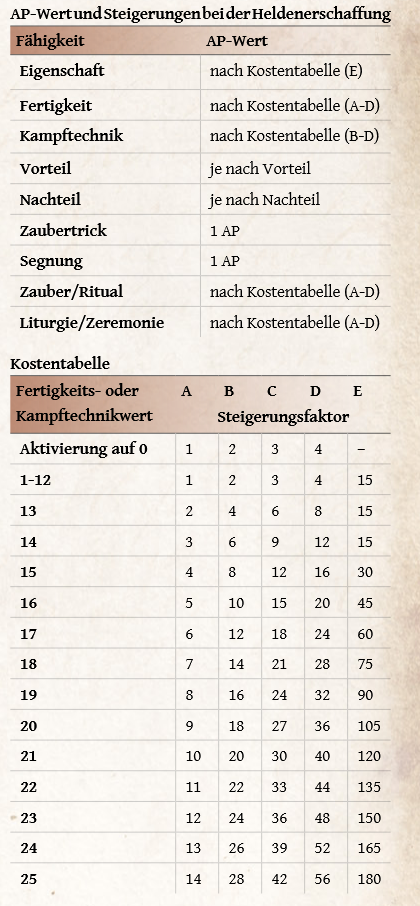 AP-Wert und Steigerungen bei der Heldenerschaffung
Fähigkeit AP-Wert
Eigenschaft nach Kostentabelle (E)
Fertigkeit nach Kostentabelle (A-D)
Kampftechnik nach Kostentabelle (B-D)
Vorteil je nach Vorteil
Nachteil je nach Nachteil
Zaubertrick 1 AP
Segnung 1 AP
Zauber/Ritual nach Kostentabelle (A-D)
Liturgie/Zeremonie nach Kostentabelle (A-D)
Kostentabelle
Fertigkeits- oder A B C D E
Kampftechnikwert Steigerungsfaktor
Aktivierung auf 0 1 2 3 4 –
1-12 1 2 3 4 15
13 2 4 6 8 15
14 3 6 9 12 15
15 4 8 12 16 30
16 5 10 15 20 45
17 6 12 18 24 60
18 7 14 21 28 75
19 8 16 24 32 90
20 9 18 27 36 105
21 10 20 30 40 120
22 11 22 33 44 135
23 12 24 36 48 150
24 13 26 39 52 165
25 14 28 42 56 180